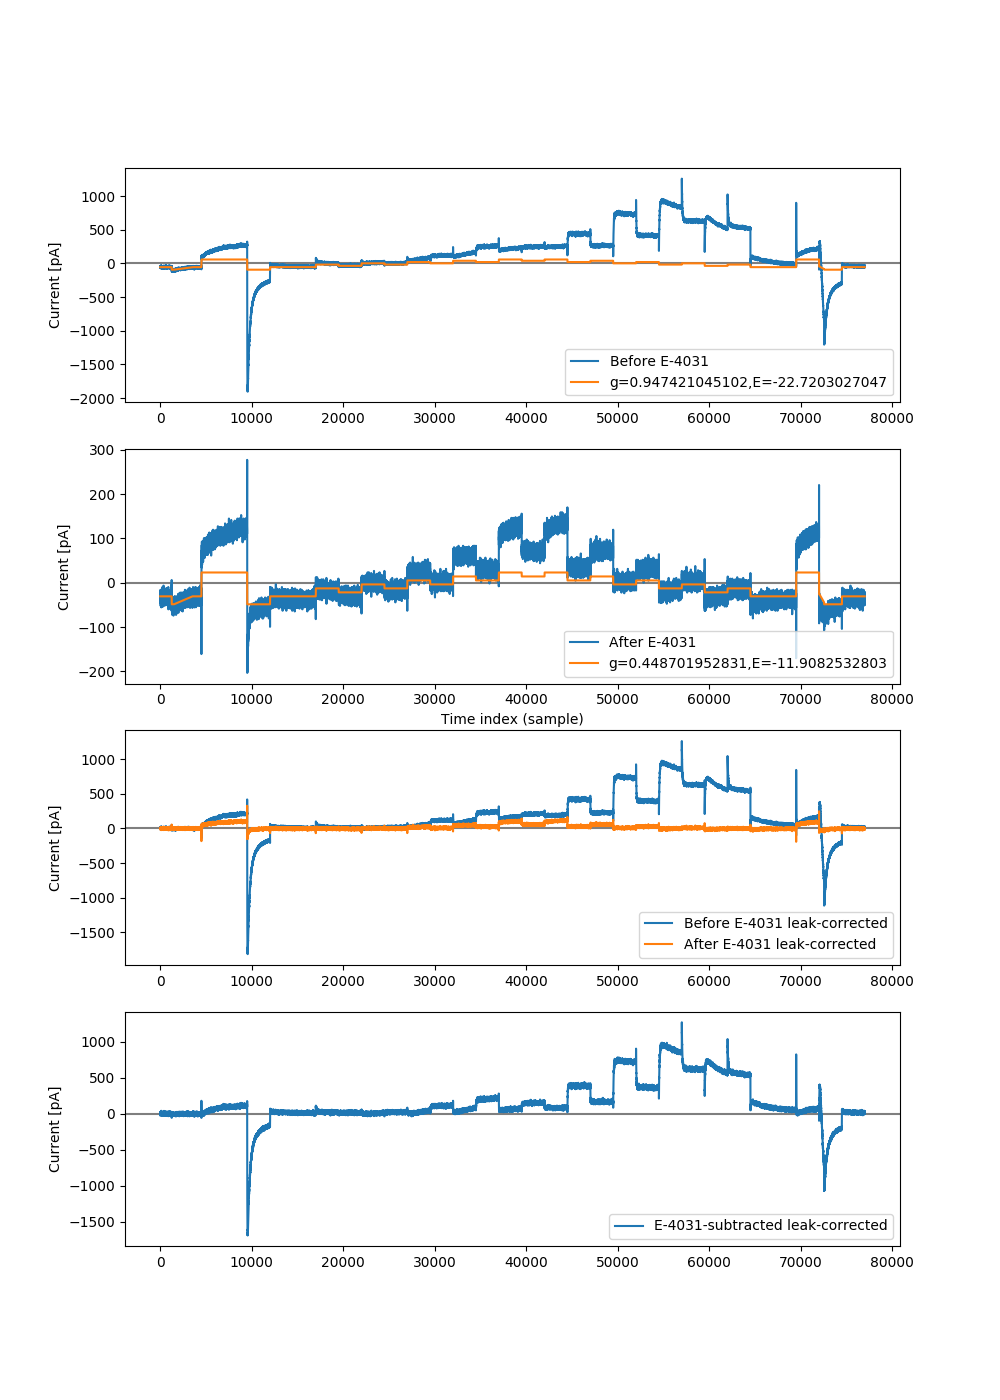 1000
500
0
−500
−1000
−1500
−2000
Current [pA]
Before E-4031
g=0.947421045102,E=-22.7203027047
0 10000 20000 30000 40000 50000 60000 70000 80000
300
200
100
0
−100
−200
Current [pA]
After E-4031
g=0.448701952831,E=-11.9082532803
0 10000 20000 30000 40000 50000 60000 70000 80000
Time index (sample)
1000
500
0
−500
−1000
−1500
Current [pA]
Before E-4031 leak-corrected
After E-4031 leak-corrected
0 10000 20000 30000 40000 50000 60000 70000 80000
1000
500
0
−500
−1000
−1500
Current [pA]
E-4031-subtracted leak-corrected
0 10000 20000 30000 40000 50000 60000 70000 80000